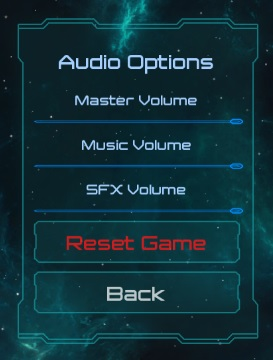 Audio Options
Master Volume
Music Volume
SFX Volume
Reset Game
Back